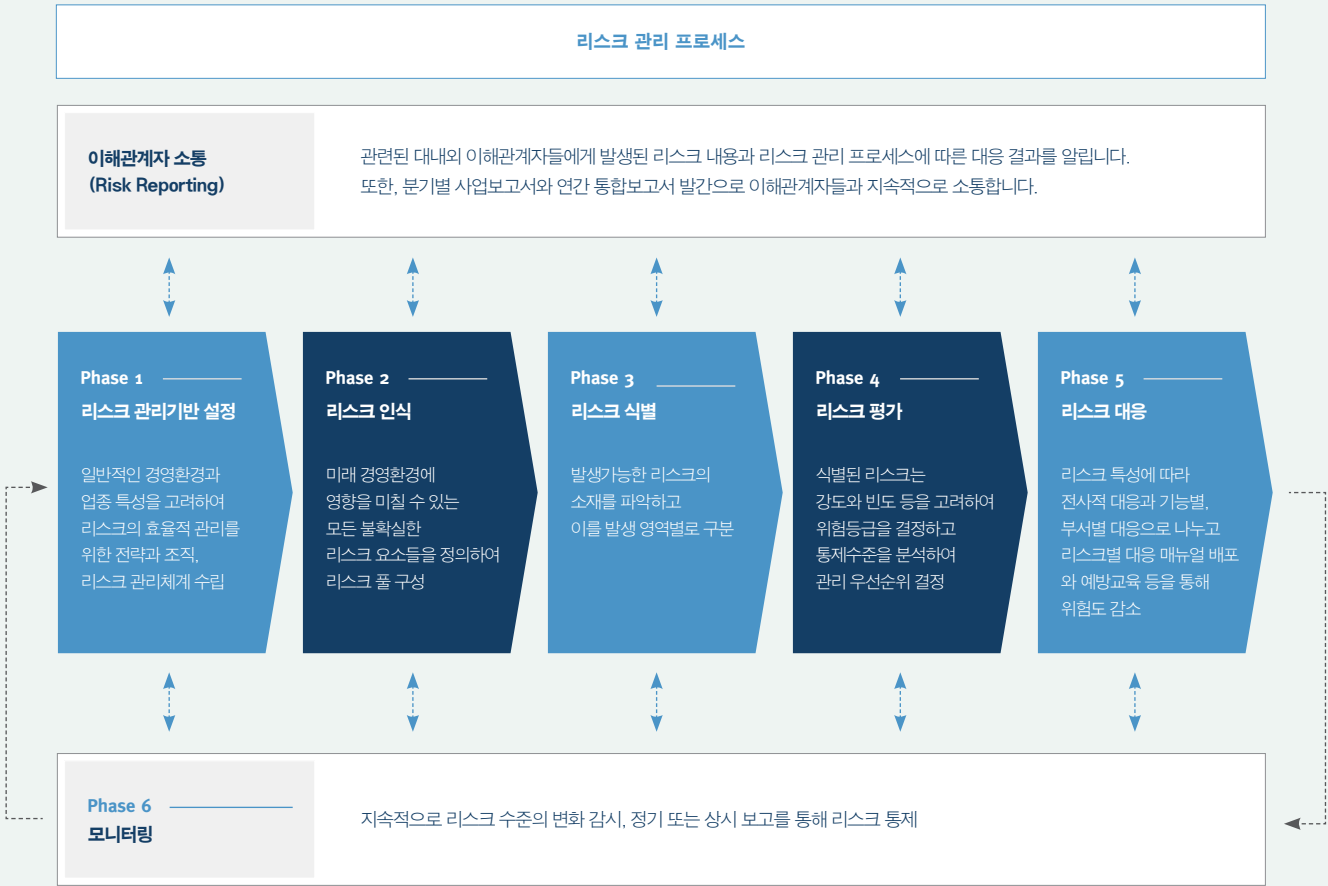 리스크 관리 프로세스
이해관계자 소통
(Risk Reporting)
관련된 대내외 이해관계자들에게 발생된 리스크 내용과 리스크 관리 프로세스에 따른 대응 결과를 알립니다.
또한, 분기별 사업보고서와 연간 통합보고서 발간으로 이해관계자들과 지속적으로 소통합니다.
Phase 1
리스크 관리기반 설정
일반적인 경영환경과
업종 특성을 고려하여
리스크의 효율적 관리를
위한 전략과 조직,
리스크 관리체계 수립
Phase 2
리스크 인식
미래 경영환경에
영향을 미칠 수 있는
모든 불확실한
리스크 요소들을 정의하여
리스크 풀 구성
Phase 3
리스크 식별
발생가능한 리스크의
소재를 파악하고
이를 발생 영역별로 구분
Phase 4
리스크 평가
식별된 리스크는
강도와 빈도 등을 고려하여
위험등급을 결정하고
통제수준을 분석하여
관리 우선순위 결정
Phase 5
리스크 대응
리스크 특성에 따라
전사적 대응과 기능별,
부서별 대응으로 나누고
리스크별 대응 매뉴얼 배포
와 예방교육 등을 통해
위험도 감소
Phase 6
모니터링
지속적으로 리스크 수준의 변화 감시, 정기 또는 상시 보고를 통해 리스크 통제